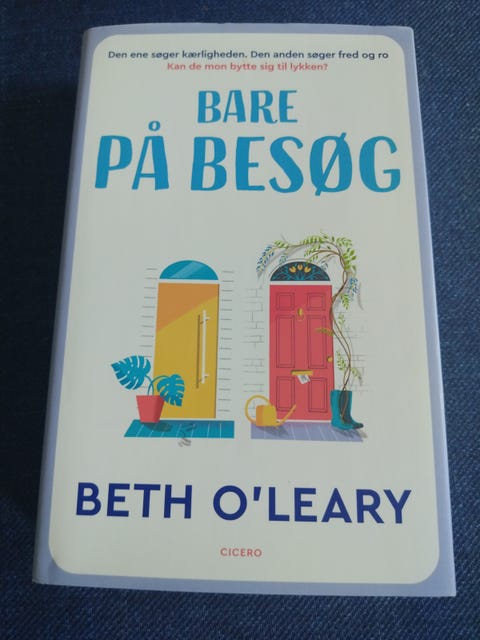 Den ene søger kærligheden. Den anden søger fred og ro
Kan de mon bytte sig til lykken?
BARE
PÅ BESØG
BETH O'LEARY
CICERO